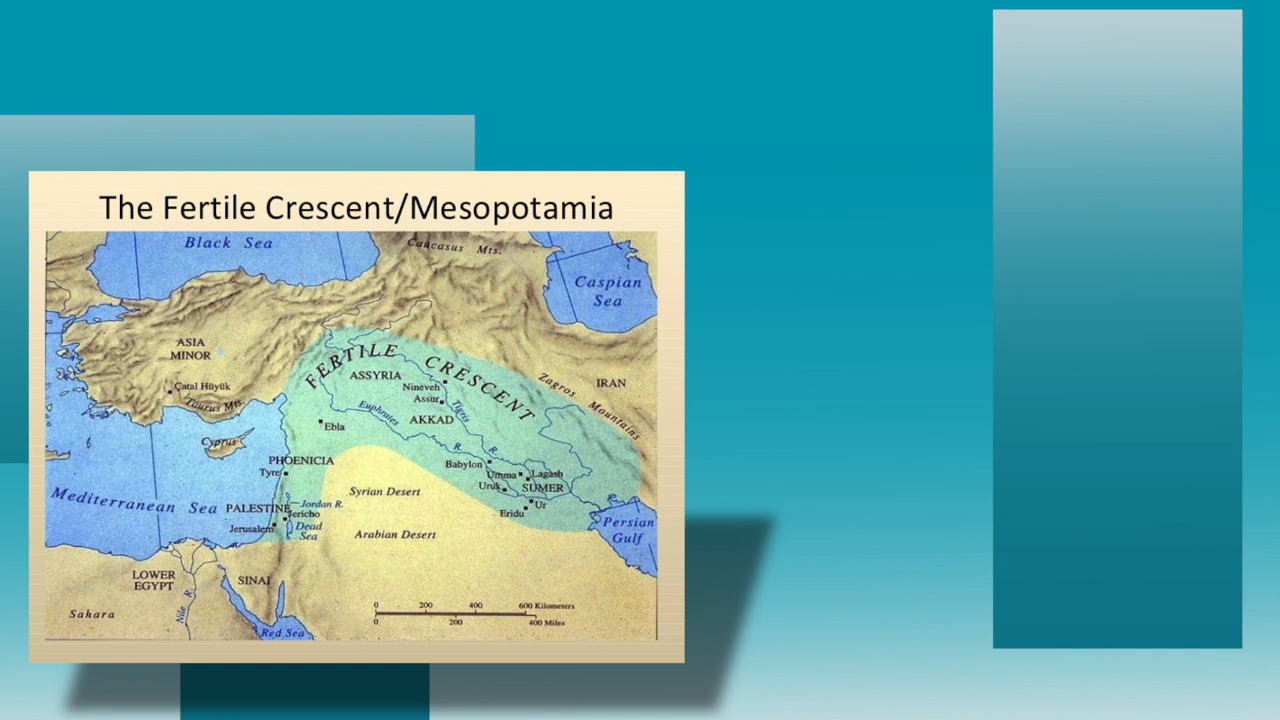 The Fertile Crescent/Mesopotamia
Black Sea
Caucasus Mts.
Caspian
Sea
ASIA
MINOR
Çatal Hüyük
Taurus Mts.
Cyprus
FERTILE CRESCENT
ASSYRIA
Nineveh
Assur
Tigris R.
Euphrates R.
AKKAD
Zagros Mountains
IRAN
Ebla
PHOENICIA
Tyre
Babylon
Umma
Lagash
Uruk
SUMER
Ur
Eridu
Mediterranean Sea
Syrian Desert
PALESTINE
Jordan R.
Jericho
Jerusalem
Dead
Sea
Arabian Desert
Persian
Gulf
LOWER
EGYPT
SINAI
Nile R.
Sahara
Red Sea
0 200 400 600 Kilometers
0 200 400 Miles